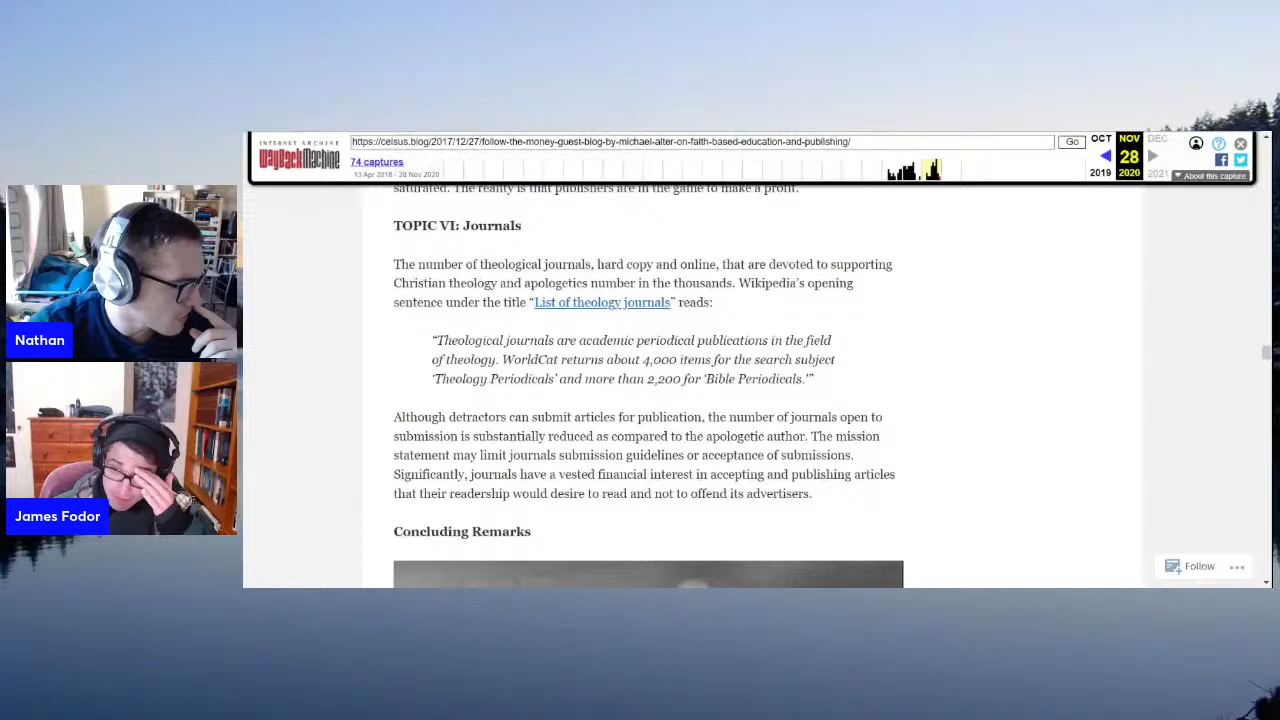 INTERNET ARCHIVE
WayBackMachine
https://celsus.blog/2017/12/27/follow-the-money-guest-blog-by-michael-alter-on-faith-based-education-and-publishing/
Go
74 captures
13 Apr 2018 - 28 Nov 2020
OCT NOV DEC
28
2019 2020 2021
About this capture
saturated. The reality is that publishers are in the game to make a profit.
TOPIC VI: Journals
The number of theological journals, hard copy and online, that are devoted to supporting
Christian theology and apologetics number in the thousands. Wikipedia's opening
sentence under the title “List of theology journals” reads:
“Theological journals are academic periodical publications in the field
of theology. WorldCat returns about 4,000 items for the search subject
‘Theology Periodicals’ and more than 2,200 for ‘Bible Periodicals.’”
Although detractors can submit articles for publication, the number of journals open to
submission is substantially reduced as compared to the apologetic author. The mission
statement may limit journals submission guidelines or acceptance of submissions.
Significantly, journals have a vested financial interest in accepting and publishing articles
that their readership would desire to read and not to offend its advertisers.
Concluding Remarks
Follow
Nathan
James Fodor